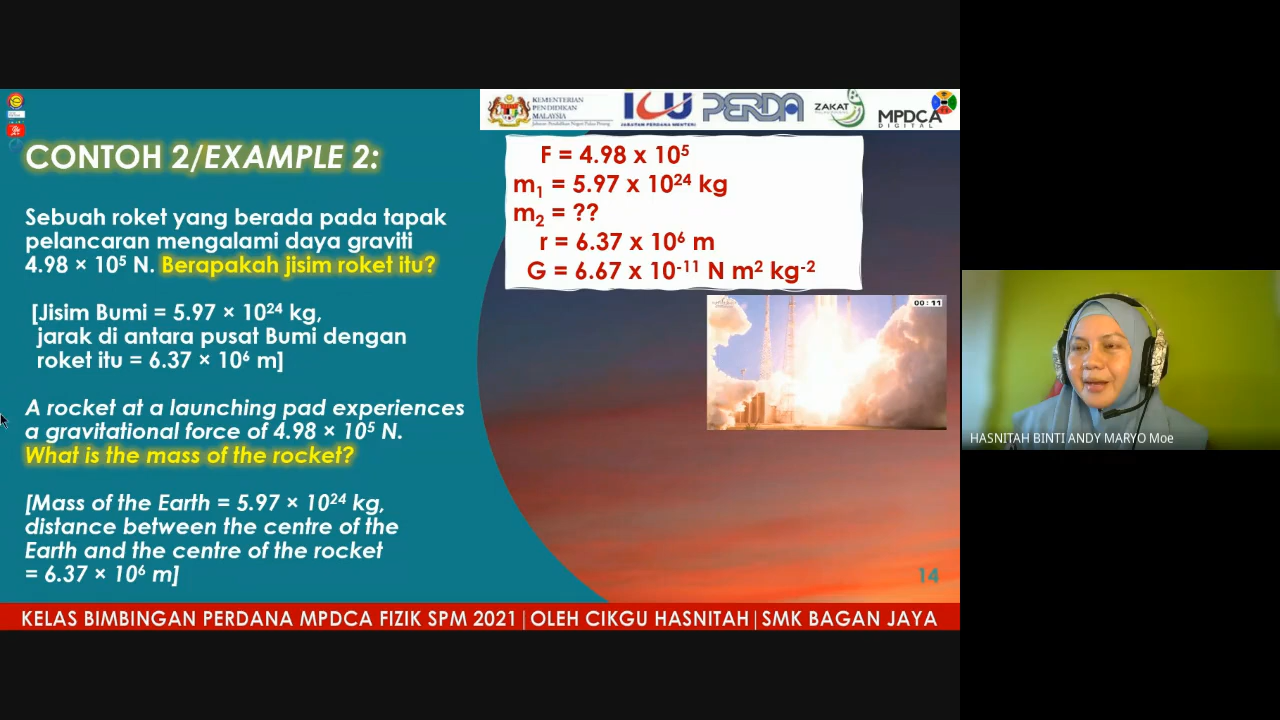 KEMENTERIAN
PENDIDIKAN
MALAYSIA
ICU
JABATAN PERDANA MENTERI
PERDA
ZAKAT
MPDCA
DIGITAL
CONTOH 2/EXAMPLE 2:
Sebuah roket yang berada pada tapak
pelancaran mengalami daya graviti
4.98 × 10⁵ N. Berapakah jisim roket itu?
[Jisim Bumi = 5.97 × 10²⁴ kg,
jarak di antara pusat Bumi dengan
roket itu = 6.37 × 10⁶ m]
A rocket at a launching pad experiences
a gravitational force of 4.98 × 10⁵ N.
What is the mass of the rocket?
[Mass of the Earth = 5.97 × 10²⁴ kg,
distance between the centre of the
Earth and the centre of the rocket
= 6.37 × 10⁶ m]
F = 4.98 x 10⁵
m₁ = 5.97 x 10²⁴ kg
m₂ = ??
r = 6.37 x 10⁶ m
G = 6.67 x 10⁻¹¹ N m² kg⁻²
00:11
14
HASNITAH BINTI ANDY MARYO Moe
KELAS BIMBINGAN PERDANA MPDCA FIZIK SPM 2021|OLEH CIKGU HASNITAH|SMK BAGAN JAYA